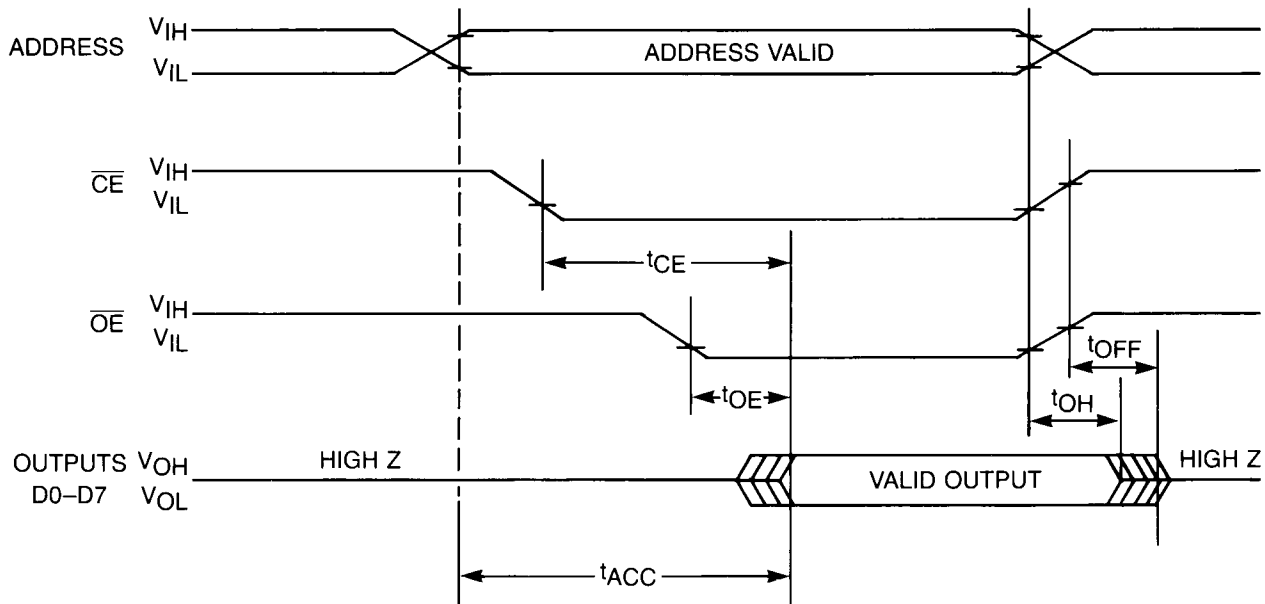 ADDRESS VIH
VIL
ADDRESS VALID
CE VIH
VIL
tCE
OE VIH
VIL
tOE
tOFF
tOH
OUTPUTS VOH
D0–D7 VOL
HIGH Z
VALID OUTPUT
HIGH Z
tACC